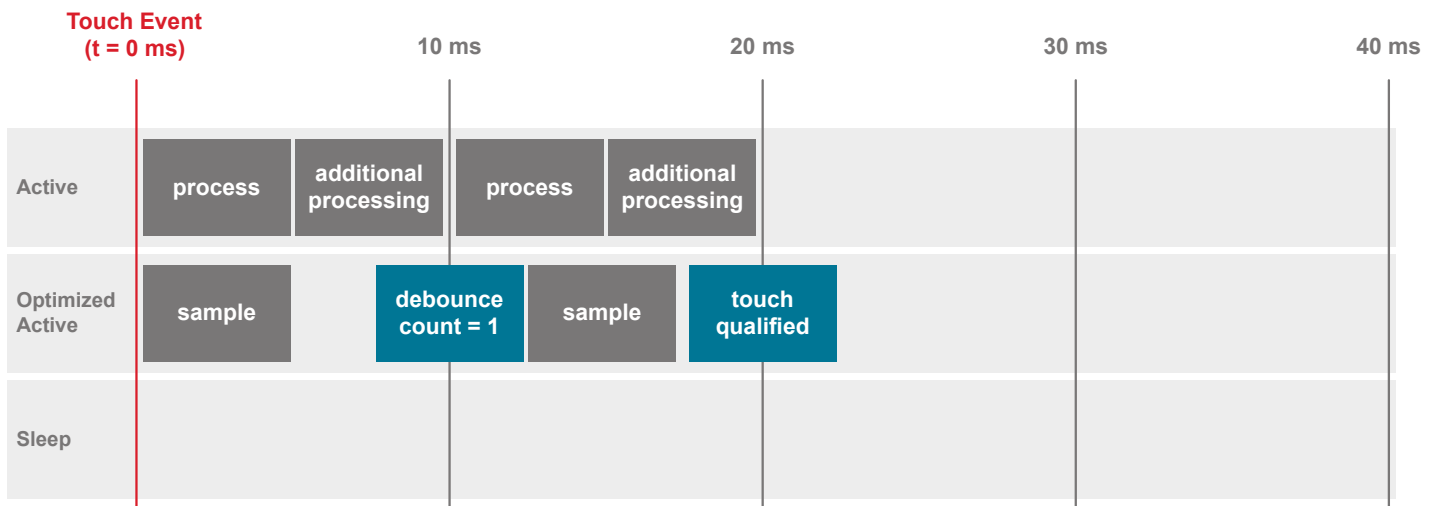 Touch Event
(t = 0 ms)
10 ms
20 ms
30 ms
40 ms
Active
process
additional
processing
process
additional
processing
Optimized
Active
sample
debounce
count = 1
sample
touch
qualified
Sleep